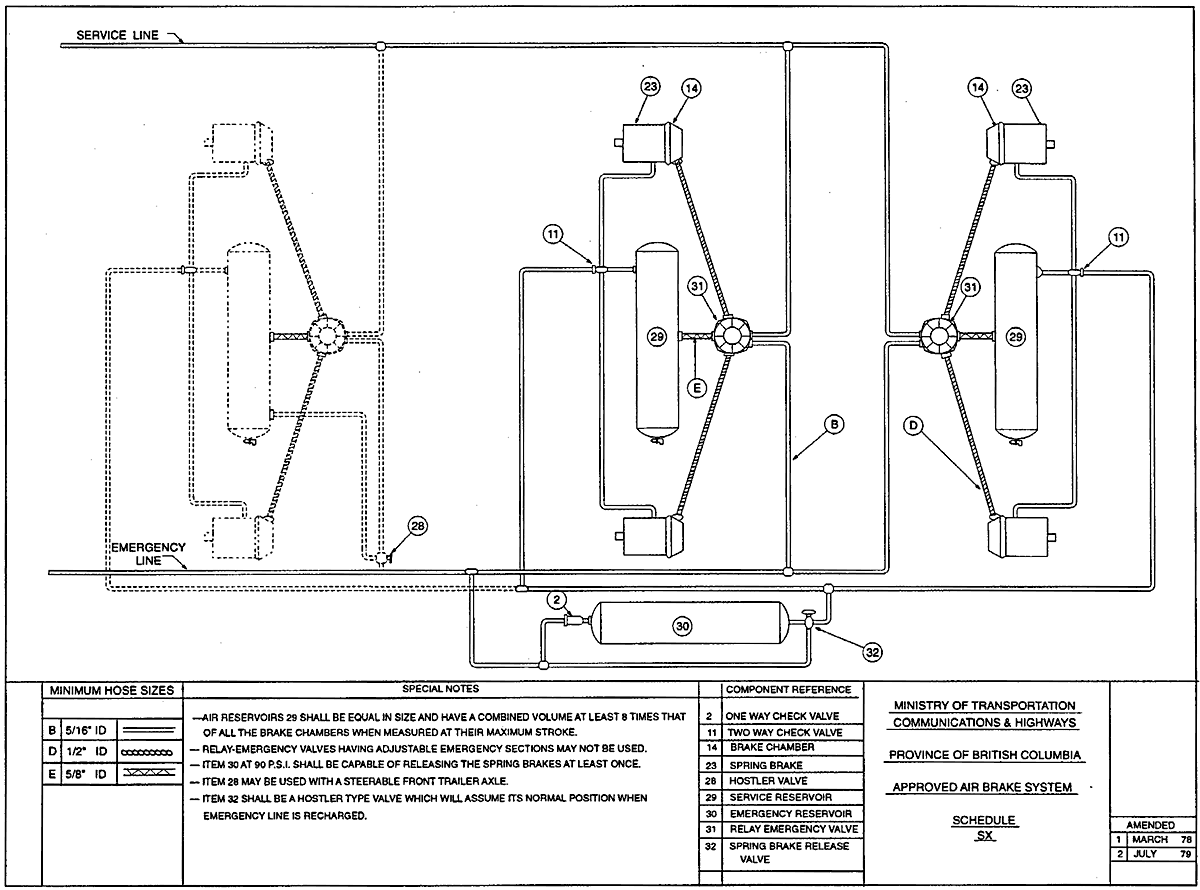 SERVICE LINE
23
14
14
23
11
11
31
31
29
29
E
B
D
28
EMERGENCY
LINE
2
30
32
MINIMUM HOSE SIZES
B 5/16" ID
D 1/2" ID
E 5/8" ID
SPECIAL NOTES
—AIR RESERVOIRS 29 SHALL BE EQUAL IN SIZE AND HAVE A COMBINED VOLUME AT LEAST 8 TIMES THAT
OF ALL THE BRAKE CHAMBERS WHEN MEASURED AT THEIR MAXIMUM STROKE.
— RELAY-EMERGENCY VALVES HAVING ADJUSTABLE EMERGENCY SECTIONS MAY NOT BE USED.
— ITEM 30 AT 90 P.S.I. SHALL BE CAPABLE OF RELEASING THE SPRING BRAKES AT LEAST ONCE.
— ITEM 28 MAY BE USED WITH A STEERABLE FRONT TRAILER AXLE.
— ITEM 32 SHALL BE A HOSTLER TYPE VALVE WHICH WILL ASSUME ITS NORMAL POSITION WHEN
EMERGENCY LINE IS RECHARGED.
COMPONENT REFERENCE
2 ONE WAY CHECK VALVE
11 TWO WAY CHECK VALVE
14 BRAKE CHAMBER
23 SPRING BRAKE
28 HOSTLER VALVE
29 SERVICE RESERVOIR
30 EMERGENCY RESERVOIR
31 RELAY EMERGENCY VALVE
32 SPRING BRAKE RELEASE
VALVE
MINISTRY OF TRANSPORTATION
COMMUNICATIONS & HIGHWAYS
PROVINCE OF BRITISH COLUMBIA
APPROVED AIR BRAKE SYSTEM
SCHEDULE
SX
AMENDED
1 MARCH 78
2 JULY 79